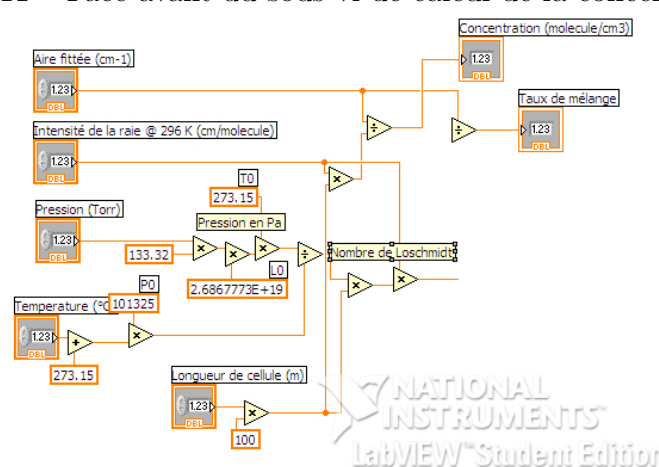 Concentration (molecule/cm3)
1.23
DBL
Aire fittée (cm-1)
1.23
DBL
Taux de mélange
1.23
DBL
Intensité de la raie @ 296 K (cm/molecule)
1.23
DBL
T0
273.15
Pression (Torr)
1.23
DBL
Pression en Pa
133.32
Nombre de Loschmidt
L0
2.6867773E+19
P0
101325
Temperature (°C
1.23
DBL
273.15
Longueur de cellule (m)
1.23
DBL
100
NATIONAL
INSTRUMENTS
LabVIEW Student Edition